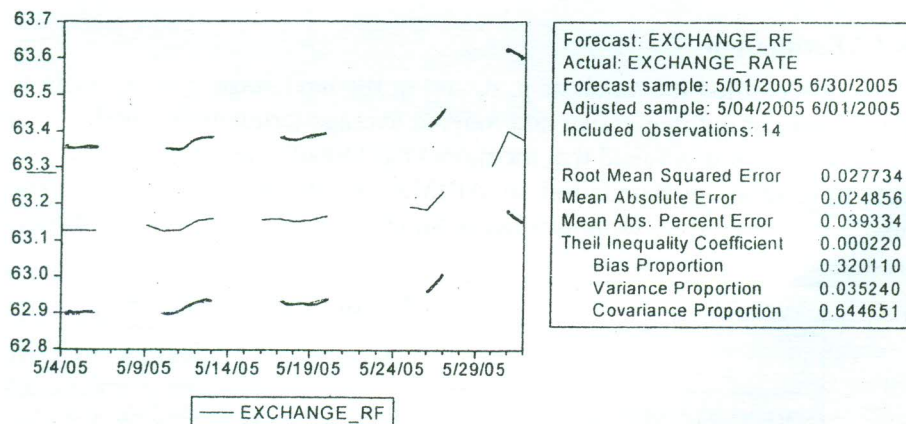 63.7
63.6
63.5
63.4
63.3
63.2
63.1
63.0
62.9
62.8
5/4/05 5/9/05 5/14/05 5/19/05 5/24/05 5/29/05
EXCHANGE_RF
Forecast: EXCHANGE_RF
Actual: EXCHANGE_RATE
Forecast sample: 5/01/2005 6/30/2005
Adjusted sample: 5/04/2005 6/01/2005
Included observations: 14
Root Mean Squared Error 0.027734
Mean Absolute Error 0.024856
Mean Abs. Percent Error 0.039334
Theil Inequality Coefficient 0.000220
Bias Proportion 0.320110
Variance Proportion 0.035240
Covariance Proportion 0.644651